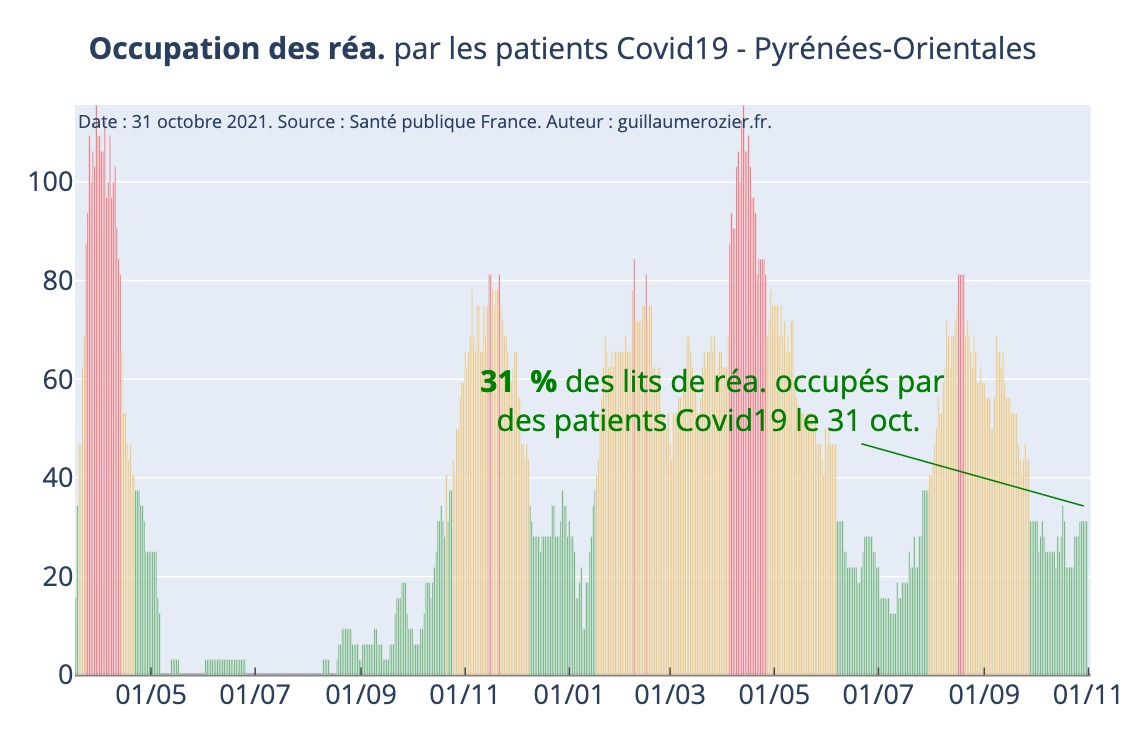 Occupation des réa. par les patients Covid19 - Pyrénées-Orientales
Date : 31 octobre 2021. Source : Santé publique France. Auteur : guillaumerozier.fr.
100
80
60
40
20
0
31 % des lits de réa. occupés par
des patients Covid19 le 31 oct.
01/05 01/07 01/09 01/11 01/01 01/03 01/05 01/07 01/09 01/11